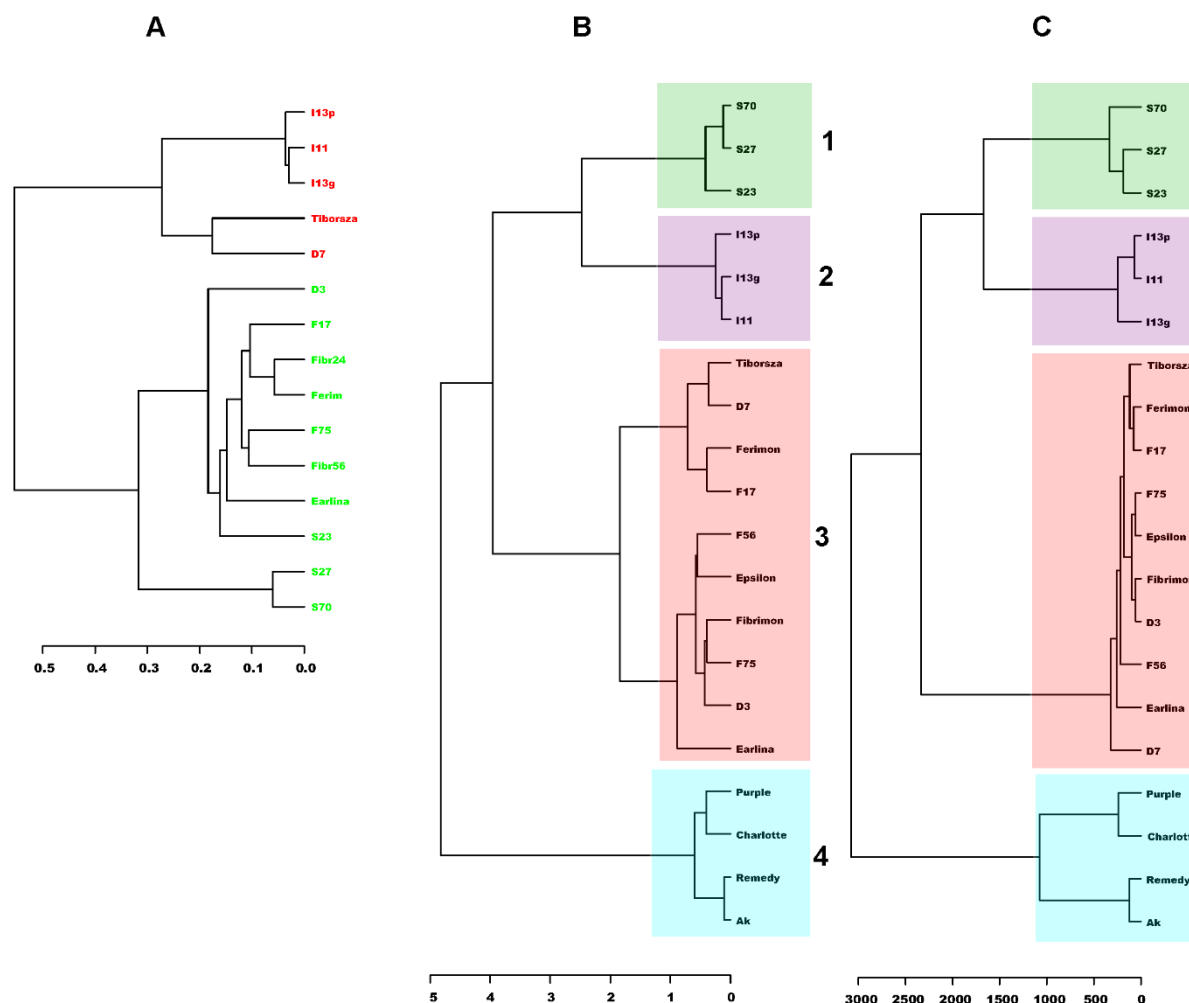 A
B
C
I13p
I11
I13g
Tiborsza
D7
D3
F17
Fibr24
Ferim
F75
Fibr56
Earlina
S23
S27
S70
0.5 0.4 0.3 0.2 0.1 0.0
S70
S27
S23
1
I13p
I13g
I11
2
Tiborsza
D7
Ferimon
F17
F56
Epsilon
Fibrimon
F75
D3
Earlina
3
Purple
Charlotte
Remedy
Ak
4
5 4 3 2 1 0
S70
S27
S23
I13p
I11
I13g
Tiborsza
Ferimon
F17
F75
Epsilon
Fibrimo
D3
F56
Earlina
D7
Purple
Charlott
Remedy
Ak
3000 2500 2000 1500 1000 500 0